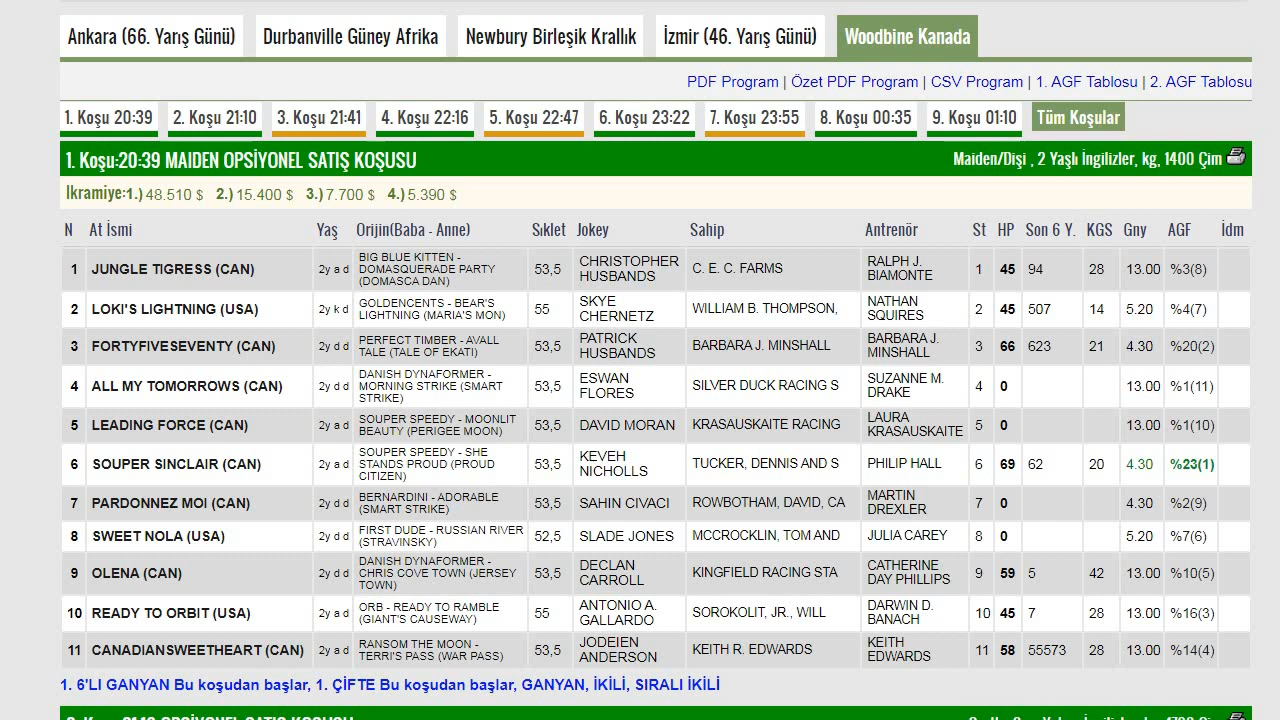 Ankara (66. Yarış Günü) Durbanville Güney Afrika Newbury Birleşik Krallık İzmir (46. Yarış Günü) Woodbine Kanada
PDF Program | Özet PDF Program | CSV Program | 1. AGF Tablosu | 2. AGF Tablosu
1. Koşu 20:39 2. Koşu 21:10 3. Koşu 21:41 4. Koşu 22:16 5. Koşu 22:47 6. Koşu 23:22 7. Koşu 23:55 8. Koşu 00:35 9. Koşu 01:10 Tüm Koşular
1. Koşu:20:39 MAIDEN OPSİYONEL SATIŞ KOŞUSU Maiden/Dişi , 2 Yaşlı İngilizler, kg, 1400 Çim
Ikramiye:1.) 48.510 $ 2.) 15.400 $ 3.) 7.700 $ 4.) 5.390 $
N At İsmi Yaş Orijin(Baba - Anne) Sıklet Jokey Sahip Antrenör St HP Son 6 Y. KGS Gny AGF İdm
1 JUNGLE TIGRESS (CAN) 2y a d BIG BLUE KITTEN - DOMASQUERADE PARTY (DOMASCA DAN) 53,5 CHRISTOPHER HUSBANDS C. E. C. FARMS RALPH J. BIAMONTE 1 45 94 28 13.00 %3(8)
2 LOKI'S LIGHTNING (USA) 2y k d GOLDENCENTS - BEAR'S LIGHTNING (MARIA'S MON) 55 SKYE CHERNETZ WILLIAM B. THOMPSON, NATHAN SQUIRES 2 45 507 14 5.20 %4(7)
3 FORTYFIVESEVENTY (CAN) 2y d d PERFECT TIMBER - AVALL TALE (TALE OF EKATI) 53,5 PATRICK HUSBANDS BARBARA J. MINSHALL BARBARA J. MINSHALL 3 66 623 21 4.30 %20(2)
4 ALL MY TOMORROWS (CAN) 2y d d DANISH DYNAFORMER - MORNING STRIKE (SMART STRIKE) 53,5 ESWAN FLORES SILVER DUCK RACING S SUZANNE M. DRAKE 4 0 13.00 %1(11)
5 LEADING FORCE (CAN) 2y a d SOUPER SPEEDY - MOONLIT BEAUTY (PERIGEE MOON) 53,5 DAVID MORAN KRASAUSKAITE RACING LAURA KRASAUSKAITE 5 0 13.00 %1(10)
6 SOUPER SINCLAIR (CAN) 2y a d SOUPER SPEEDY - SHE STANDS PROUD (PROUD CITIZEN) 53,5 KEVEH NICHOLLS TUCKER, DENNIS AND S PHILIP HALL 6 69 62 20 4.30 %23(1)
7 PARDONNEZ MOI (CAN) 2y a d BERNARDINI - ADORABLE (SMART STRIKE) 53,5 SAHIN CIVACI ROWBOTHAM, DAVID, CA MARTIN DREXLER 7 0 4.30 %2(9)
8 SWEET NOLA (USA) 2y d d FIRST DUDE - RUSSIAN RIVER (STRAVINSKY) 52,5 SLADE JONES MCCROCKLIN, TOM AND JULIA CAREY 8 0 5.20 %7(6)
9 OLENA (CAN) 2y d d DANISH DYNAFORMER - CHRIS COVE TOWN (JERSEY TOWN) 53,5 DECLAN CARROLL KINGFIELD RACING STA CATHERINE DAY PHILLIPS 9 59 5 42 13.00 %10(5)
10 READY TO ORBIT (USA) 2y a d ORB - READY TO RAMBLE (GIANT'S CAUSEWAY) 55 ANTONIO A. GALLARDO SOROKOLIT, JR., WILL DARWIN D. BANACH 10 45 7 28 13.00 %16(3)
11 CANADIANSWEETHEART (CAN) 2y a d RANSOM THE MOON - TERRI'S PASS (WAR PASS) 53,5 JODEIEN ANDERSON KEITH R. EDWARDS KEITH EDWARDS 11 58 55573 28 13.00 %14(4)
1. 6'LI GANYAN Bu koşudan başlar, 1. ÇİFTE Bu koşudan başlar, GANYAN, İKİLİ, SIRALI İKİLİ